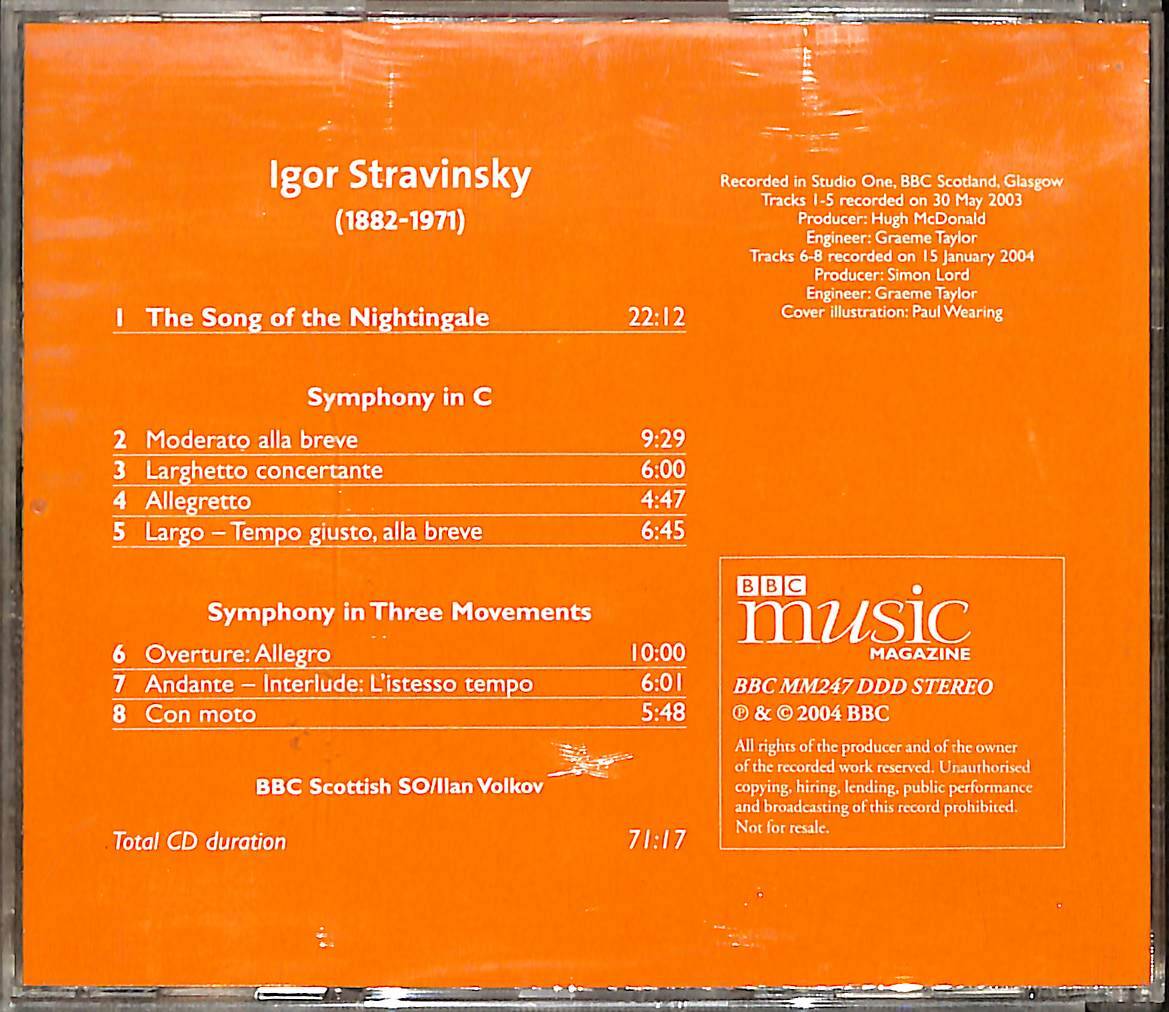 Igor Stravinsky
(1882-1971)
1 The Song of the Nightingale 22:12
Symphony in C
2 Moderato alla breve 9:29
3 Larghetto concertante 6:00
4 Allegretto 4:47
5 Largo – Tempo giusto, alla breve 6:45
Symphony in Three Movements
6 Overture: Allegro 10:00
7 Andante – Interlude: L'istesso tempo 6:01
8 Con moto 5:48
BBC Scottish SO/Ilan Volkov
Total CD duration 71:17
Recorded in Studio One, BBC Scotland, Glasgow
Tracks 1-5 recorded on 30 May 2003
Producer: Hugh McDonald
Engineer: Graeme Taylor
Tracks 6-8 recorded on 15 January 2004
Producer: Simon Lord
Engineer: Graeme Taylor
Cover illustration: Paul Wearing
BBC
music
MAGAZINE
BBC MM247 DDD STEREO
℗ & © 2004 BBC
All rights of the producer and of the owner
of the recorded work reserved. Unauthorised
copying, hiring, lending, public performance
and broadcasting of this record prohibited.
Not for resale.